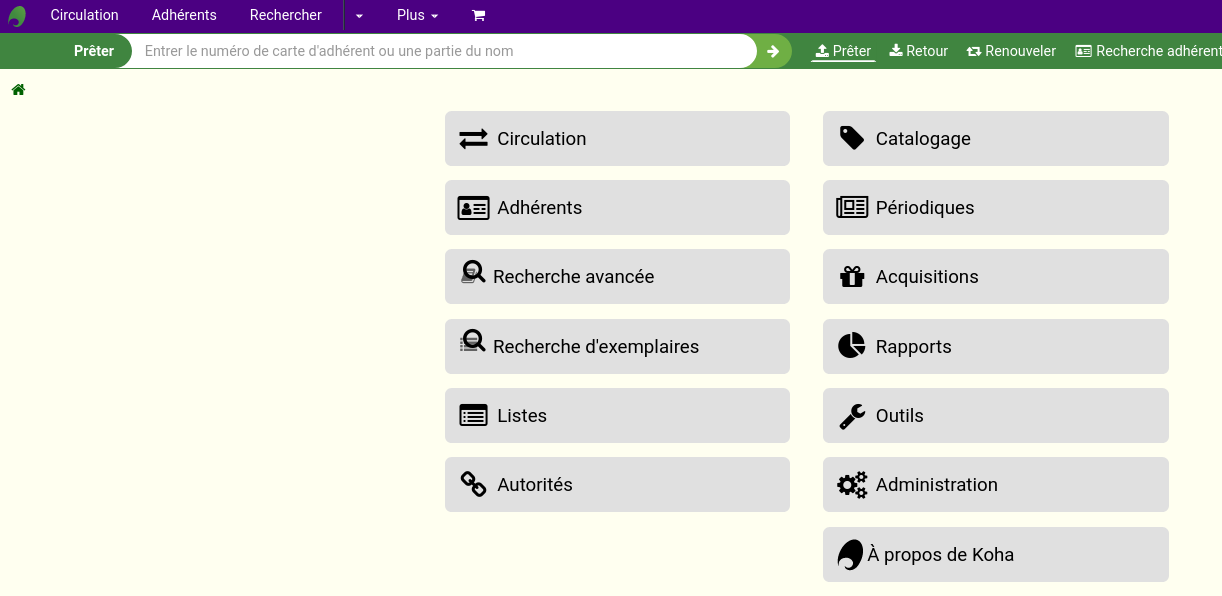 Circulation Adhérents Rechercher Plus
Prêter Entrer le numéro de carte d'adhérent ou une partie du nom Prêter Retour Renouveler Recherche adhérent
Circulation
Catalogage
Adhérents
Périodiques
Recherche avancée
Acquisitions
Recherche d'exemplaires
Rapports
Listes
Outils
Autorités
Administration
À propos de Koha